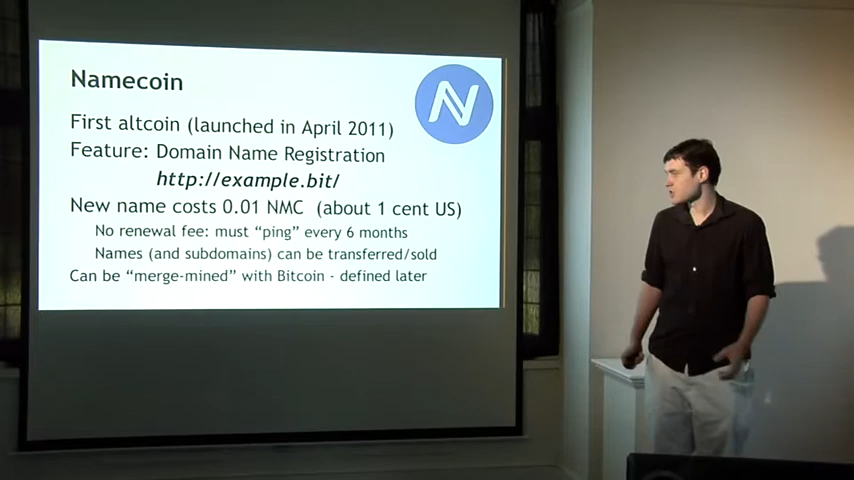 Namecoin
First altcoin (launched in April 2011)
Feature: Domain Name Registration
http://example.bit/
New name costs 0.01 NMC (about 1 cent US)
No renewal fee: must “ping” every 6 months
Names (and subdomains) can be transferred/sold
Can be “merge-mined” with Bitcoin - defined later